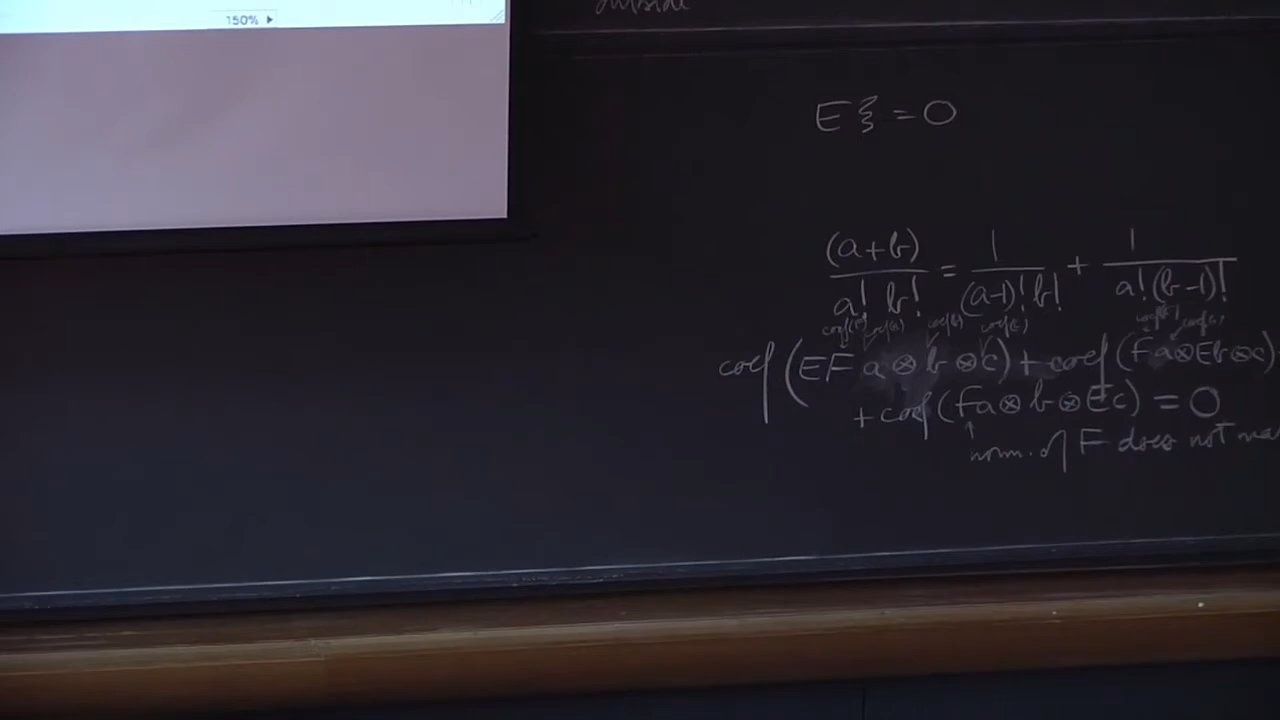 150%
outside
Eξ = 0
(a+b) / a! b! = 1 / (a-1)! b! + 1 / a! (b-1)!
coef (EF a ⊗ b ⊗ c) + coef (Fa ⊗ Eb ⊗ c)
+ coef (Fa ⊗ b ⊗ Ec) = 0
norm. of F does not